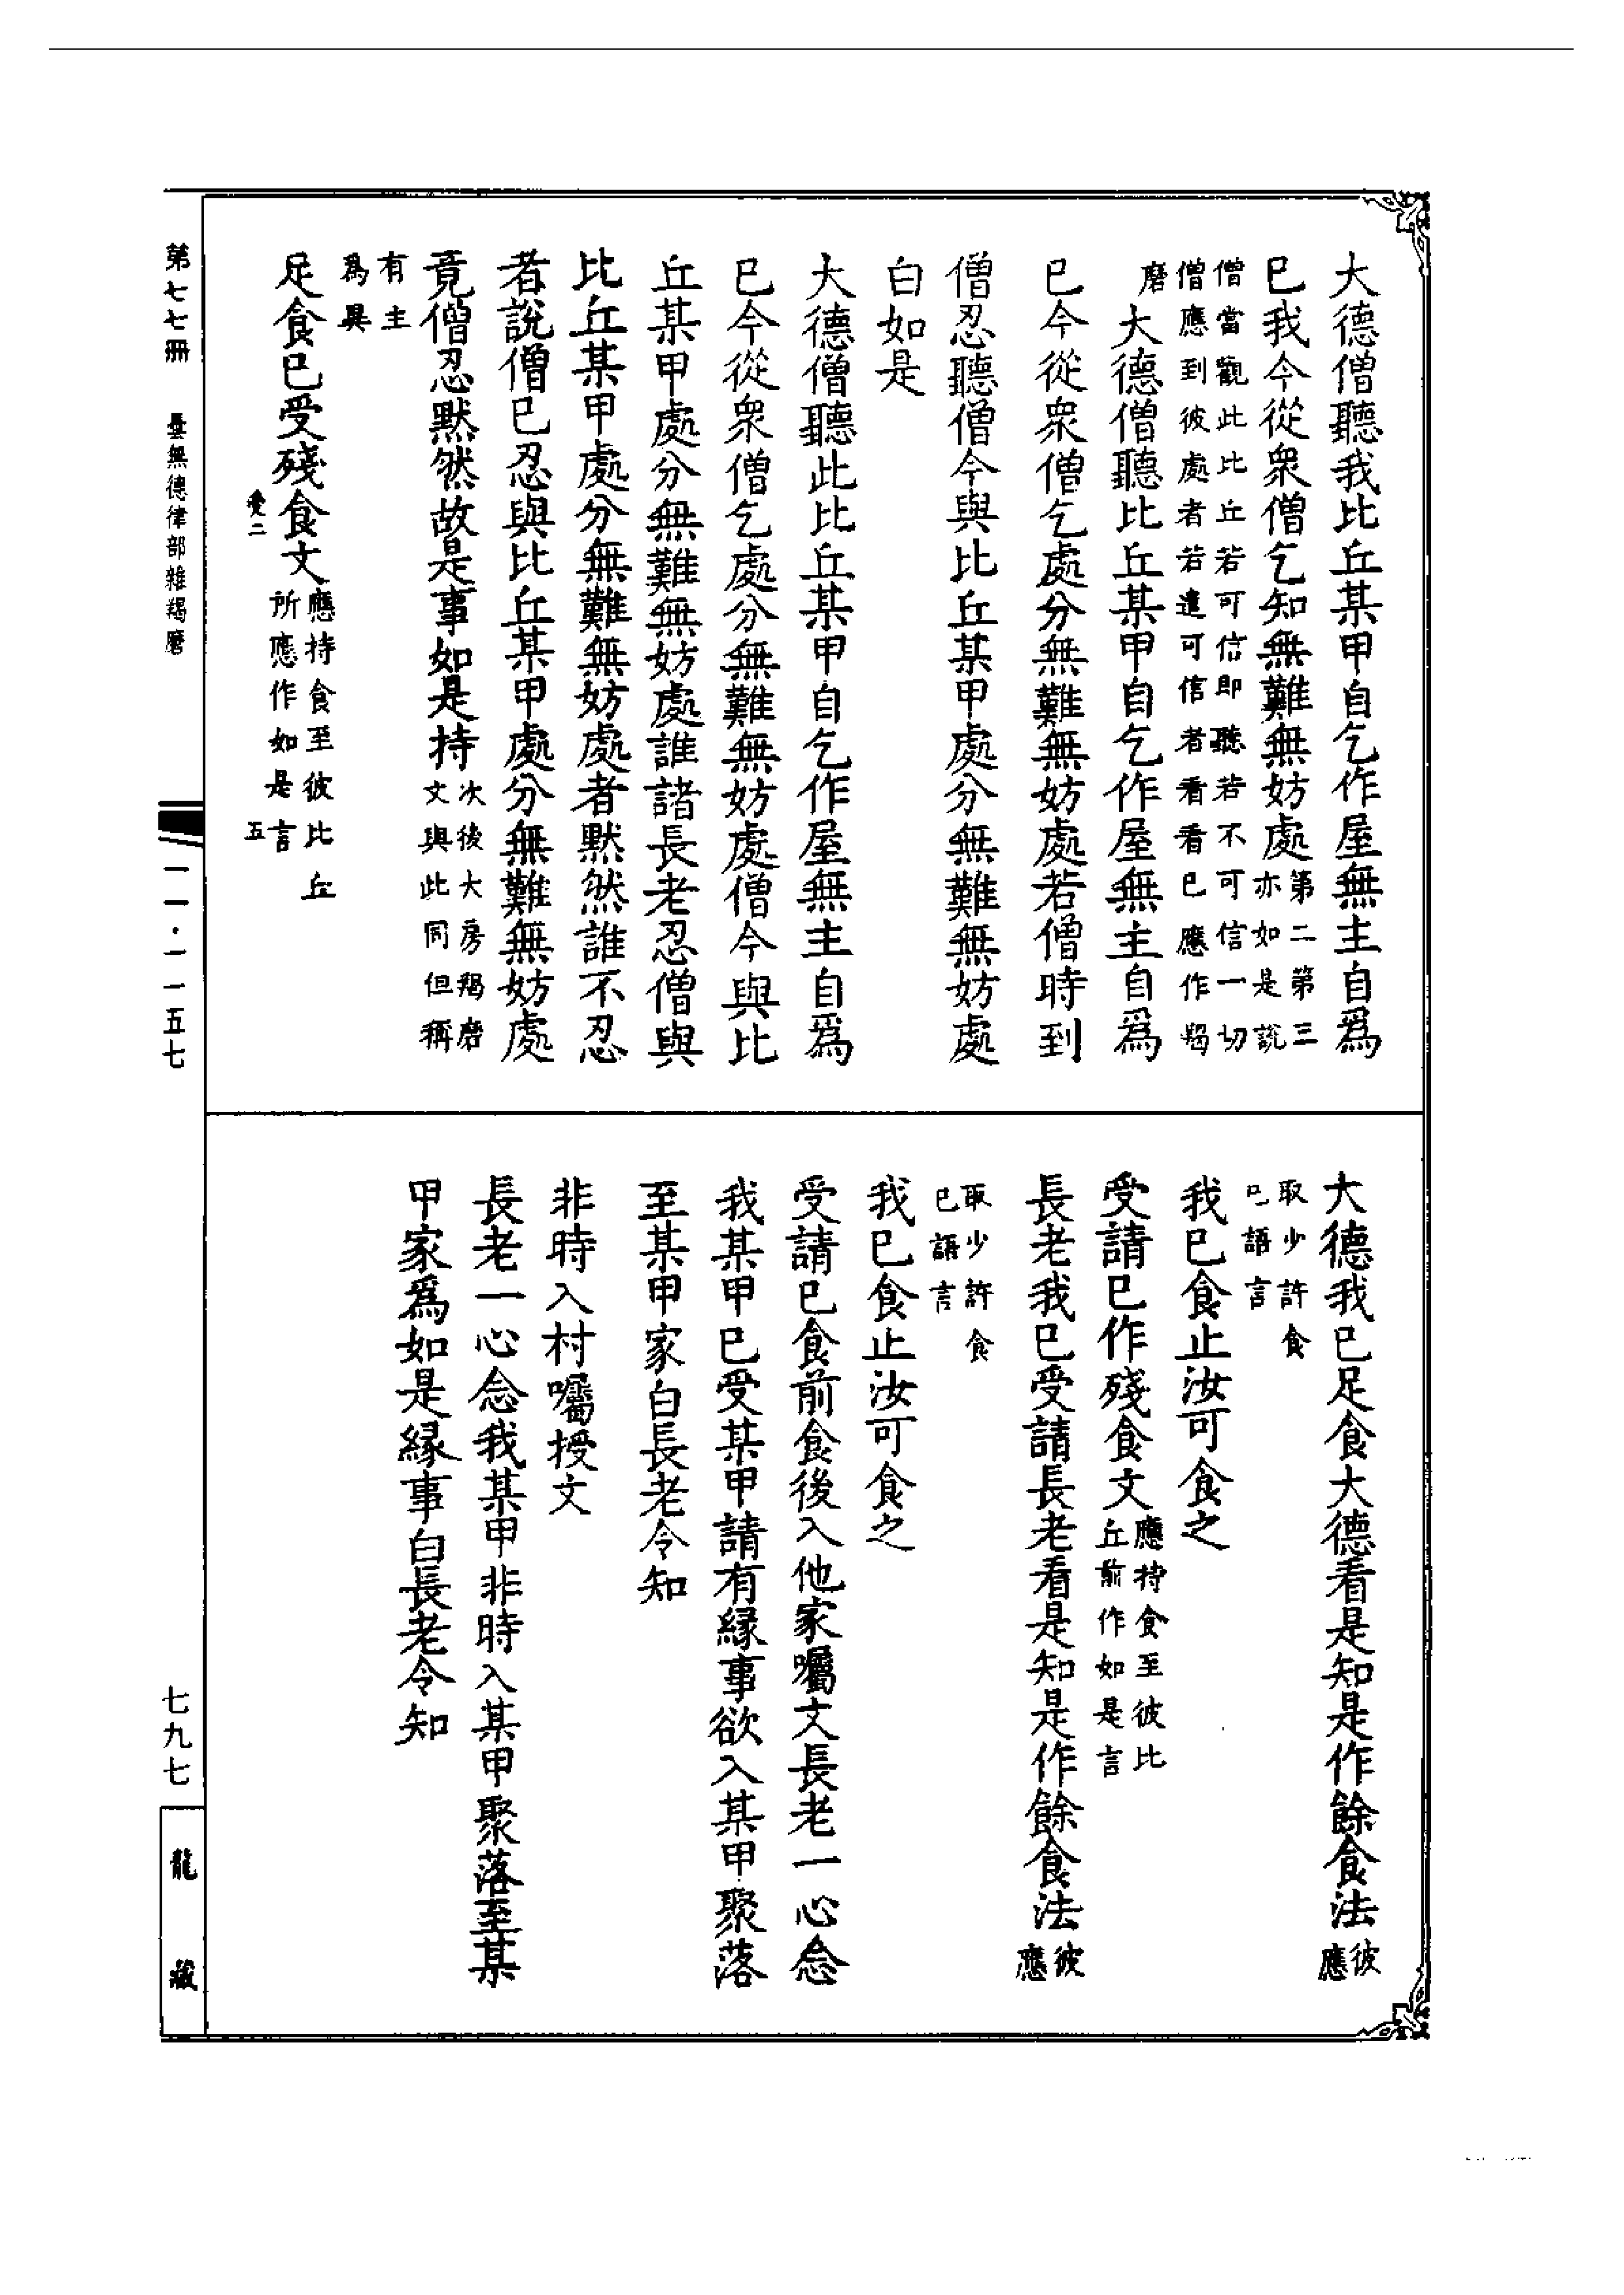 大德僧聽我比丘某甲自乞作屋無主自爲
已我今從衆僧乞知無難無妨處第二第三亦如是說
僧當觀此比丘若可信即聽若不可信一切
僧應到彼處者若遣可信者看看已應作羯
磨
大德僧聽比丘某甲自乞作屋無主自爲
已今從衆僧乞處分無難無妨處若僧時到
僧忍聽僧今與比丘某甲處分無難無妨處
白如是
大德僧聽此比丘某甲自乞作屋無主自爲
已今從衆僧乞處分無難無妨處僧今與比
丘某甲處分無難無妨處誰諸長老忍僧與
比丘某甲處分無難無妨處者默然誰不忍
者說僧已忍與比丘某甲處分無難無妨處
竟僧忍默然故是事如是持次後大房羯磨文與此同但稱
有主
爲異
足食已受殘食文應持食至彼比丘所應作如是言
五
大德我已足食大德看是知是作餘食法彼應
取少許食
已語言
我已食止汝可食之
受請已作殘食文應持食至彼比丘前作如是言
長老我已受請長老看是知是作餘食法彼應
取少許食
已語言
我已食止汝可食之
受請已食前食後入他家囑文長老一心念
我某甲已受某甲請有緣事欲入某甲聚落
至某甲家白長老令知
非時入村囑授文
長老一心念我某甲非時入某甲聚落至某
甲家爲如是緣事白長老令知
第七七冊
曇無德律部雜羯磨
一一·一一五七
七九七
龍藏